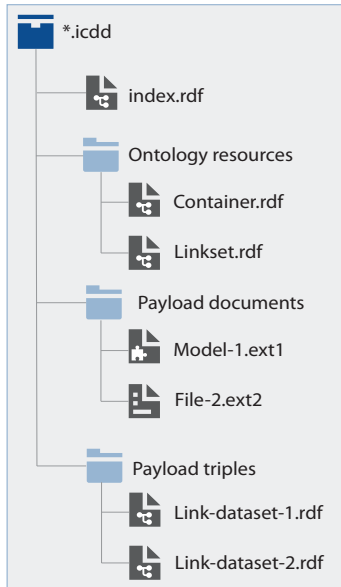 *.icdd
index.rdf
Ontology resources
Container.rdf
Linkset.rdf
Payload documents
Model-1.ext1
File-2.ext2
Payload triples
Link-dataset-1.rdf
Link-dataset-2.rdf